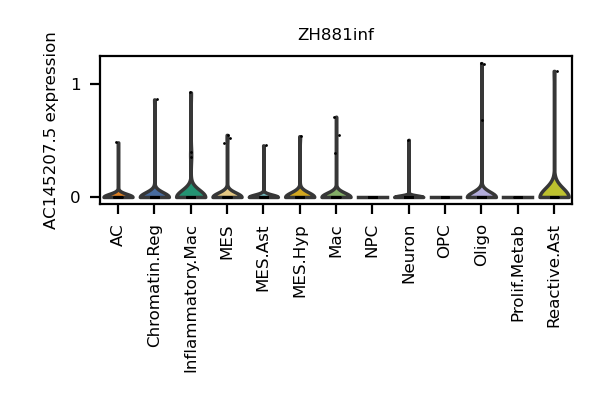 ZH881inf
AC145207.5 expression
1
0
AC
Chromatin.Reg
Inflammatory.Mac
MES
MES.Ast
MES.Hyp
Mac
NPC
Neuron
OPC
Oligo
Prolif.Metab
Reactive.Ast